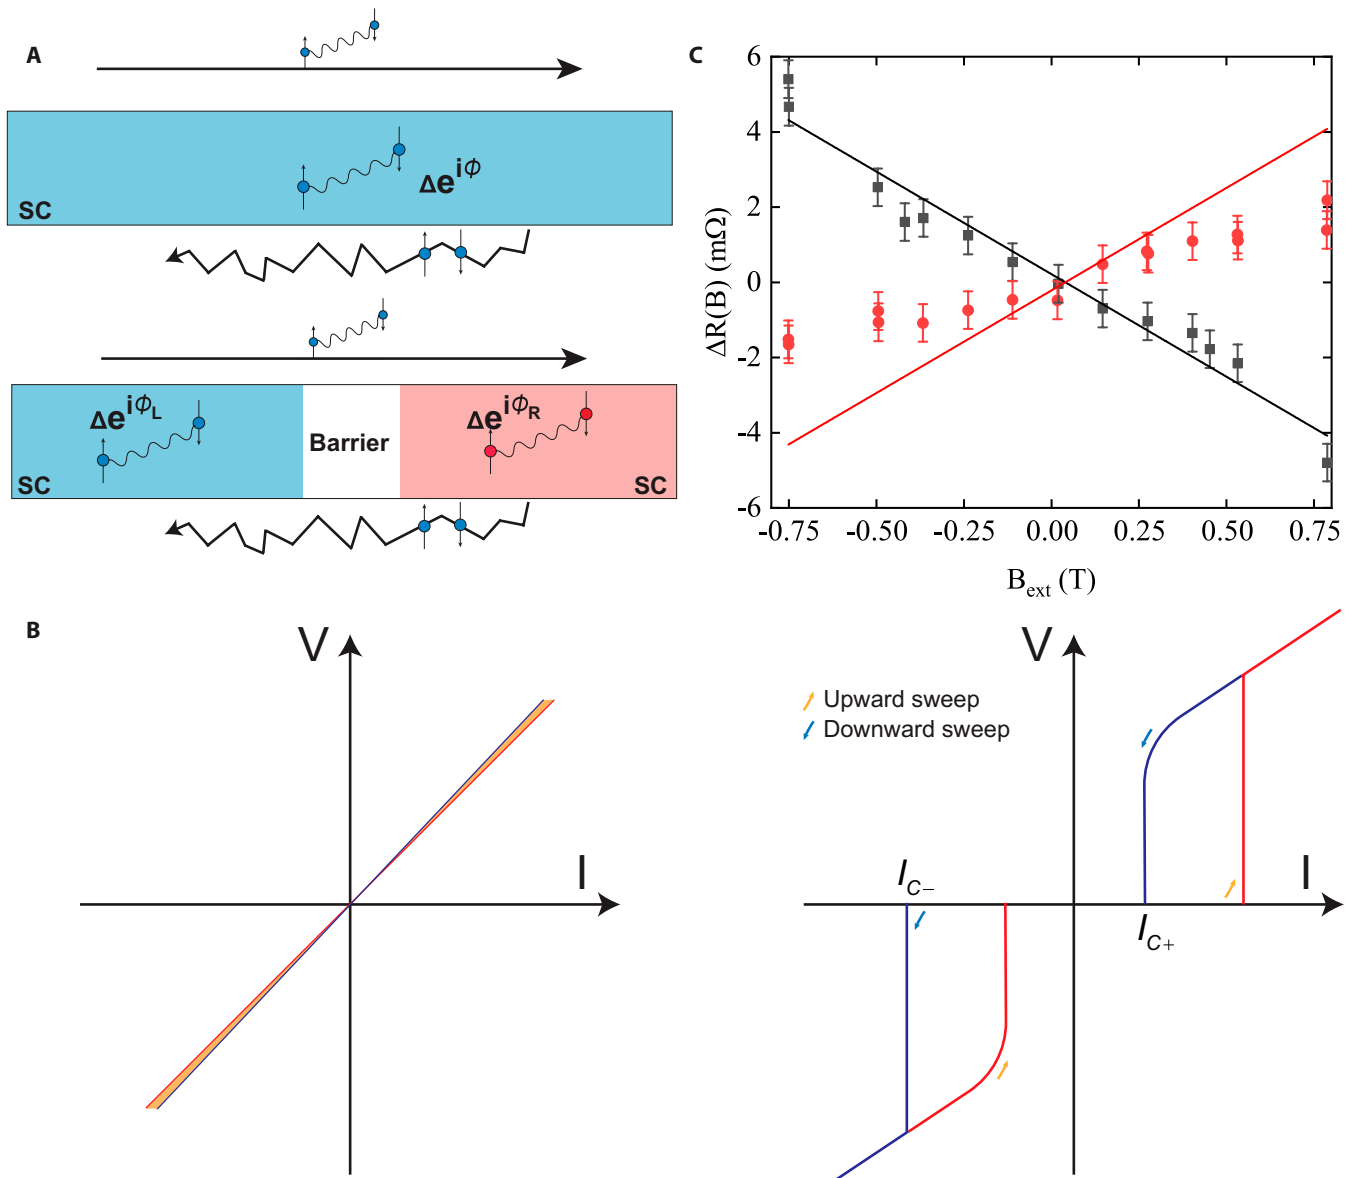 A
Δe^iϕ
SC
Δe^iϕ_L
Δe^iϕ_R
Barrier
SC
SC
C
ΔR(B) (mΩ)
6
4
2
0
-2
-4
-6
-0.75
-0.50
-0.25
0.00
0.25
0.50
0.75
B_ext (T)
B
V
I
V
Upward sweep
Downward sweep
I_C−
I
I_C+